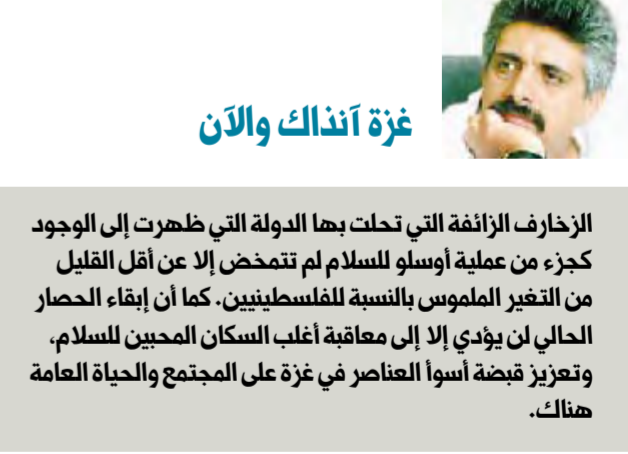 غزة آنذاك والآن
الزخارف الزائفة التي تحلت بها الدولة التي ظهرت إلى الوجود
كجزء من عملية أوسلو للسلام لم تتمخض إلا عن أقل القليل
من التغير الملموس بالنسبة للفلسطينيين. كما أن إبقاء الحصار
الحالي لن يؤدي إلا إلى معاقبة أغلب السكان المحبين للسلام،
وتعزيز قبضة أسوأ العناصر في غزة على المجتمع والحياة العامة
هناك.